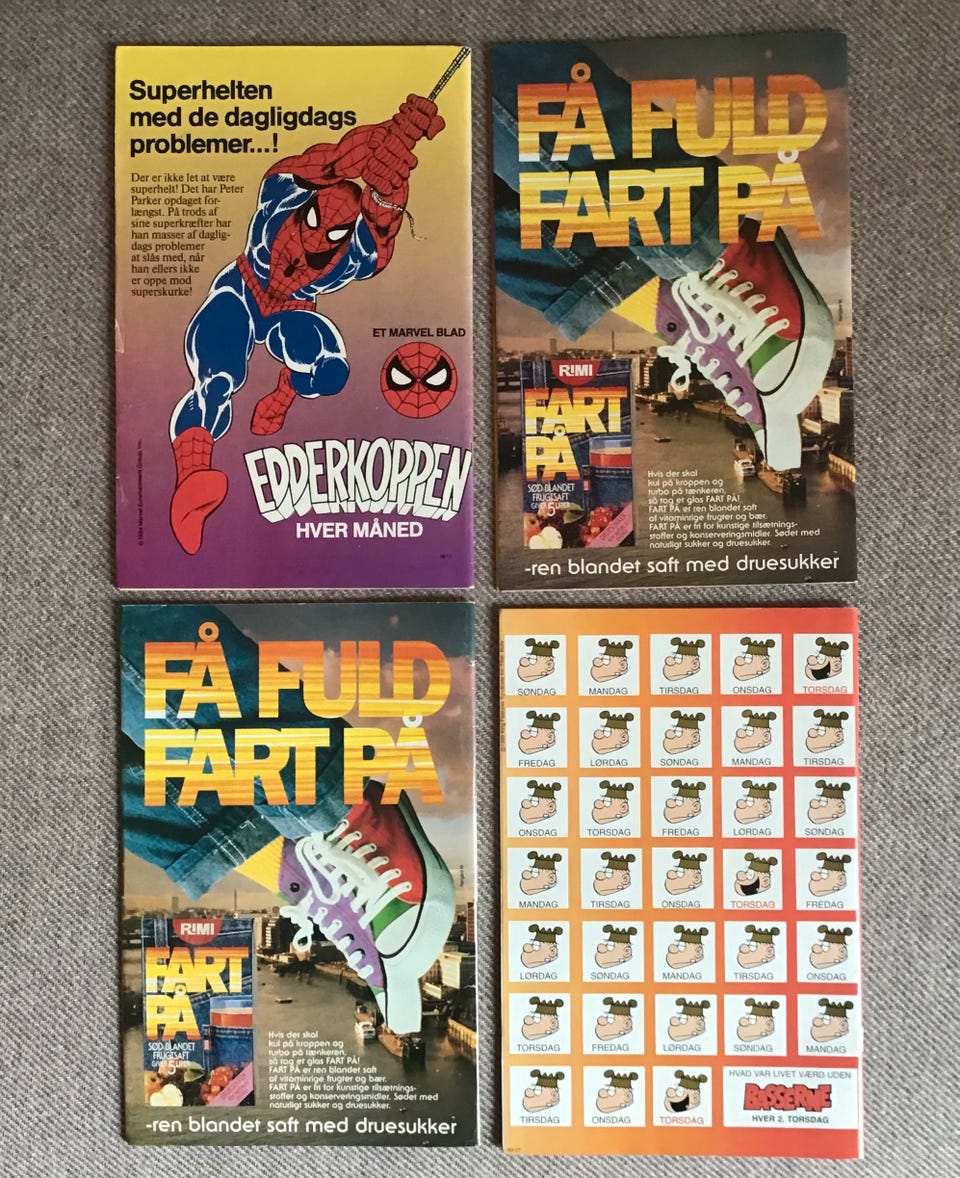 Superhelten
med de dagligdags
problemer...!
Der er ikke let at være
superhelt! Det har Peter
Parker opdaget for-
længst. På trods af
sine superkræfter har
han masser af daglig-
dags problemer
at slås med, når
han ellers ikke
er oppe mod
superskurke!
ET MARVEL BLAD
EDDERKOPPEN
HVER MÅNED
FÅ FULD
FART PÅ
RIMI
FART
PÅ
SØD-BLANDET
FRUGTSAFT
GIVER 5 LITER
Hvis der skal
kul på kroppen og
turbo på tænkeren,
så tag et glas FART PÅ!
FART PÅ er ren blandet saft
af vitaminrige frugter og bær.
FART PÅ er fri for kunstige tilsætnings-
stoffer og konserveringsmidler. Sødet med
naturligt sukker og druesukker.
-ren blandet saft med druesukker
FÅ FULD
FART PÅ
RIMI
FART
PÅ
SØD-BLANDET
FRUGTSAFT
GIVER 5 LITER
Hvis der skal
kul på kroppen og
turbo på tænkeren,
så tag et glas FART PÅ!
FART PÅ er ren blandet saft
af vitaminrige frugter og bær.
FART PÅ er fri for kunstige tilsætnings-
stoffer og konserveringsmidler. Sødet med
naturligt sukker og druesukker.
-ren blandet saft med druesukker
SØNDAG MANDAG TIRSDAG ONSDAG TORSDAG
FREDAG LØRDAG SØNDAG MANDAG TIRSDAG
ONSDAG TORSDAG FREDAG LØRDAG SØNDAG
MANDAG TIRSDAG ONSDAG TORSDAG FREDAG
LØRDAG SØNDAG MANDAG TIRSDAG ONSDAG
TORSDAG FREDAG LØRDAG SØNDAG MANDAG
TIRSDAG ONSDAG TORSDAG
HVAD VAR LIVET VÆRD UDEN
BASSERNE
HVER 2. TORSDAG